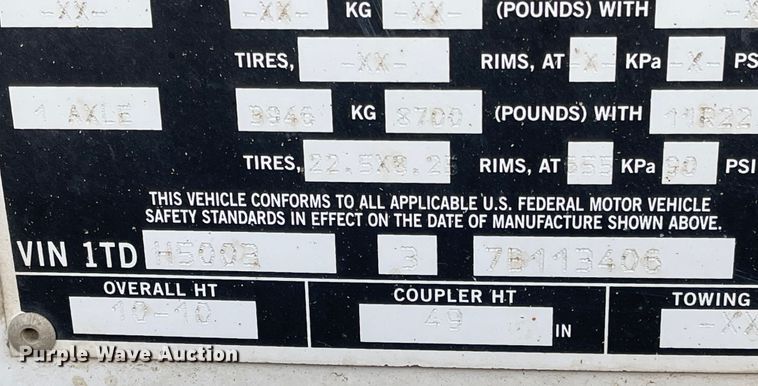 -XX- -XX- KG -XX- (POUNDS) WITH
TIRES, -XX- RIMS, AT -X- KPa -X-
1 AXLE 3946 KG 8700 (POUNDS) WITH 11R22
TIRES, 22.5X8.25 RIMS, AT 655 KPa 90 PSI
THIS VEHICLE CONFORMS TO ALL APPLICABLE U.S. FEDERAL MOTOR VEHICLE
SAFETY STANDARDS IN EFFECT ON THE DATE OF MANUFACTURE SHOWN ABOVE.
VIN 1TD H500B 3 7B113406
OVERALL HT COUPLER HT TOWING
10-10 49 IN -XX
Purple Wave Auction